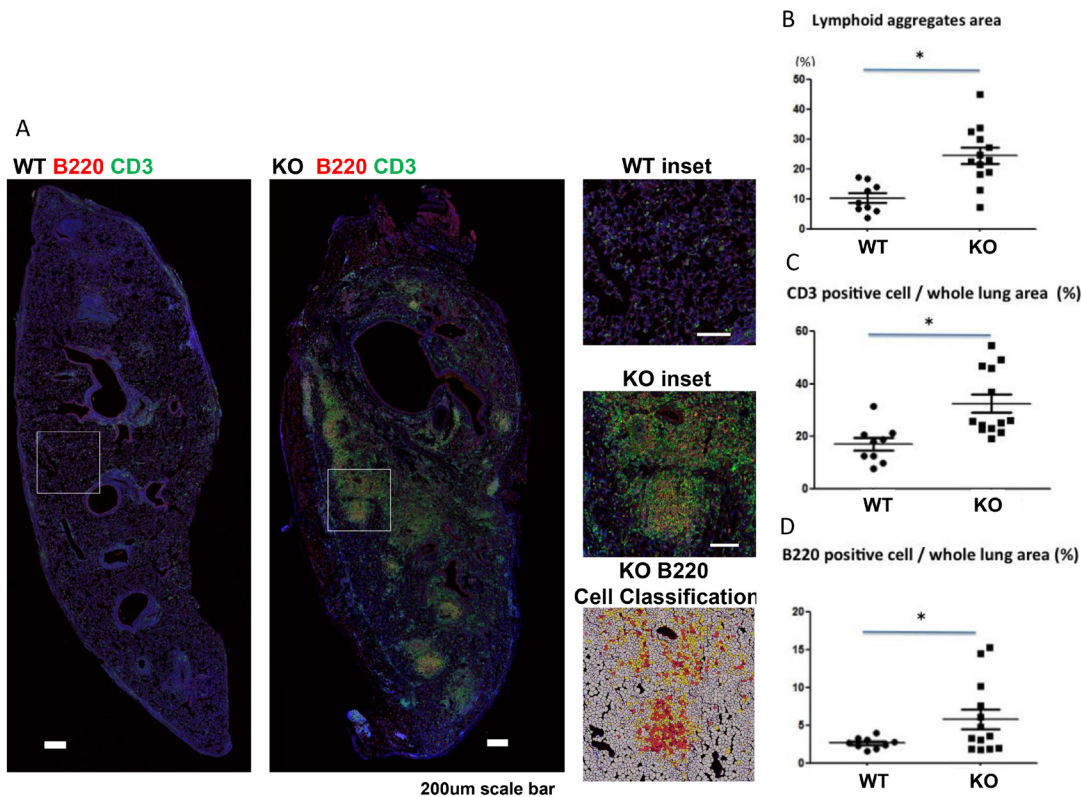 A
WT B220 CD3
KO B220 CD3
WT inset
KO inset
KO B220
Cell Classification
200um scale bar
B Lymphoid aggregates area
(%)
*
50
40
30
20
10
0
WT KO
C
CD3 positive cell / whole lung area (%)
*
60
40
20
0
WT KO
D
B220 positive cell / whole lung area (%)
*
20
15
10
5
0
WT KO